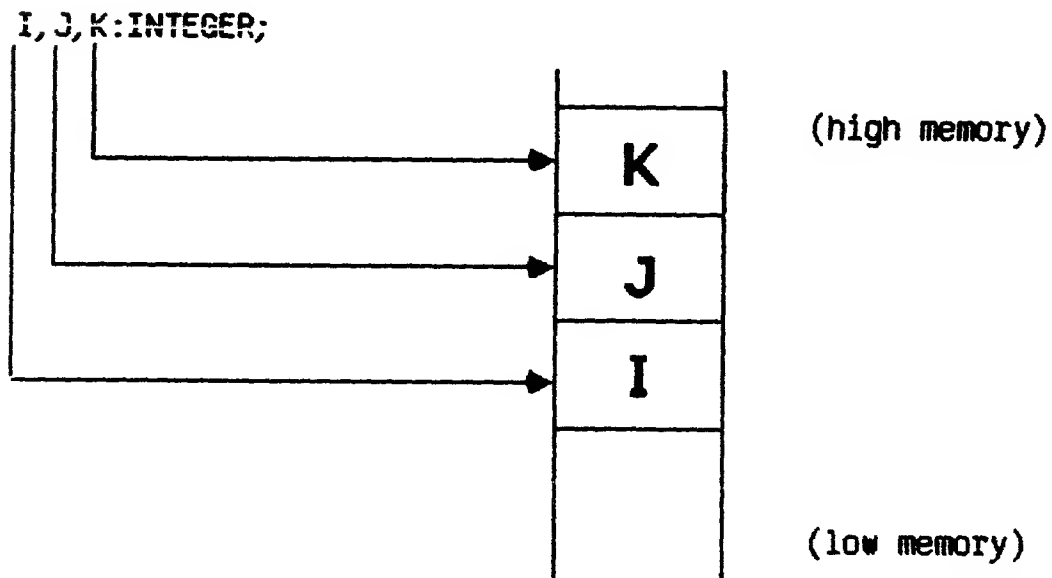 I,J,K:INTEGER;
(high memory)
K
J
I
(low memory)